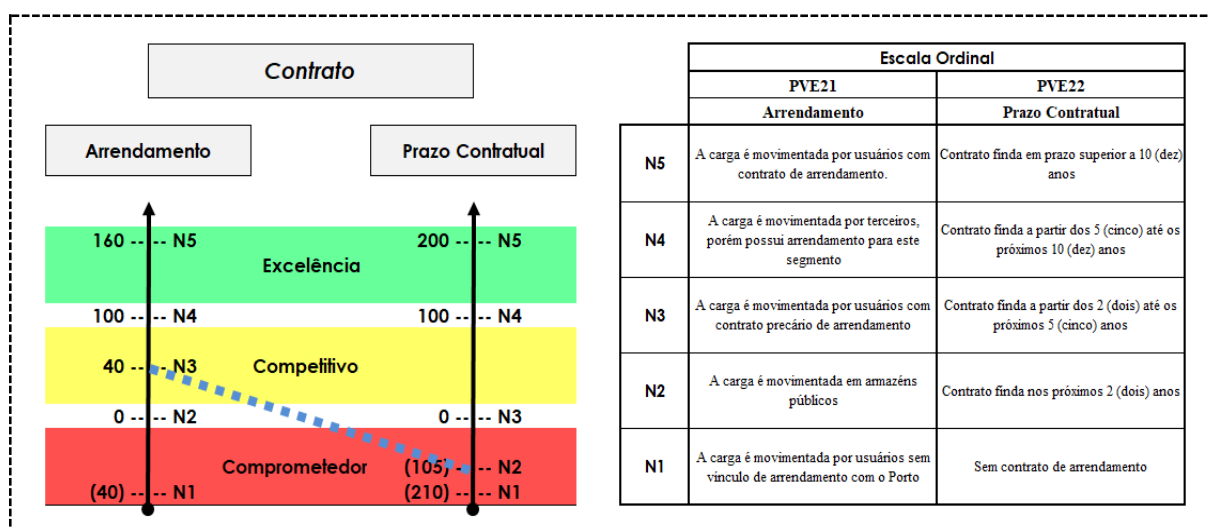 Contrato
Arrendamento
Prazo Contratual
160 -- -- N5
200 -- -- N5
Excelência
100 -- -- N4
100 -- -- N4
40 -- -- N3
Competitivo
0 -- -- N2
0 -- -- N3
Comprometedor
(105) -- N2
(40) -- -- N1
(210) -- -- N1
Escala Ordinal
PVE21
PVE22
Arrendamento
Prazo Contratual
N5
A carga é movimentada por usuários com
contrato de arrendamento.
Contrato finda em prazo superior a 10 (dez)
anos
N4
A carga é movimentada por terceiros,
porém possui arrendamento para este
segmento
Contrato finda a partir dos 5 (cinco) até os
próximos 10 (dez) anos
N3
A carga é movimentada por usuários com
contrato precário de arrendamento
Contrato finda a partir dos 2 (dois) até os
próximos 5 (cinco) anos
N2
A carga é movimentada em armazéns
públicos
Contrato finda nos próximos 2 (dois) anos
N1
A carga é movimentada por usuários sem
vinculo de arrendamento com o Porto
Sem contrato de arrendamento